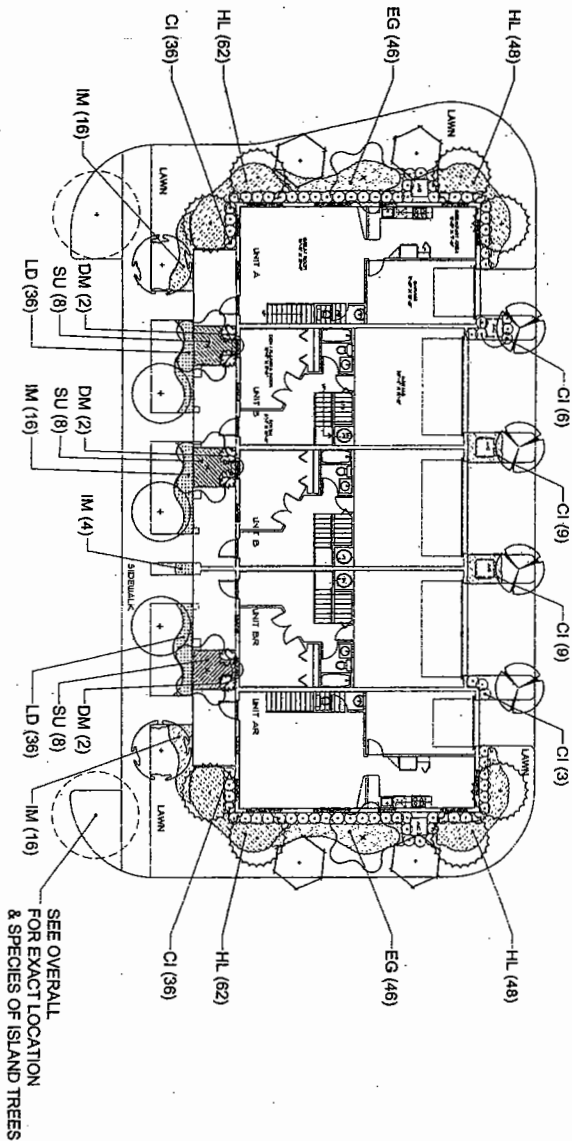 HL (48)
EG (46)
HL (62)
CI (36)
IM (16)
DM (2)
SU (8)
LD (36)
DM (2)
SU (8)
IM (16)
IM (4)
LD (36)
SU (8)
DM (2)
IM (16)
CI (36)
HL (62)
EG (46)
HL (48)
CI (6)
CI (9)
CI (9)
CI (3)
LAWN
LAWN
LAWN
LAWN
SIDEWALK
UNIT A
UNIT B
UNIT B
UNIT BR
UNIT AR
SEE OVERALL
FOR EXACT LOCATION
& SPECIES OF ISLAND TREES